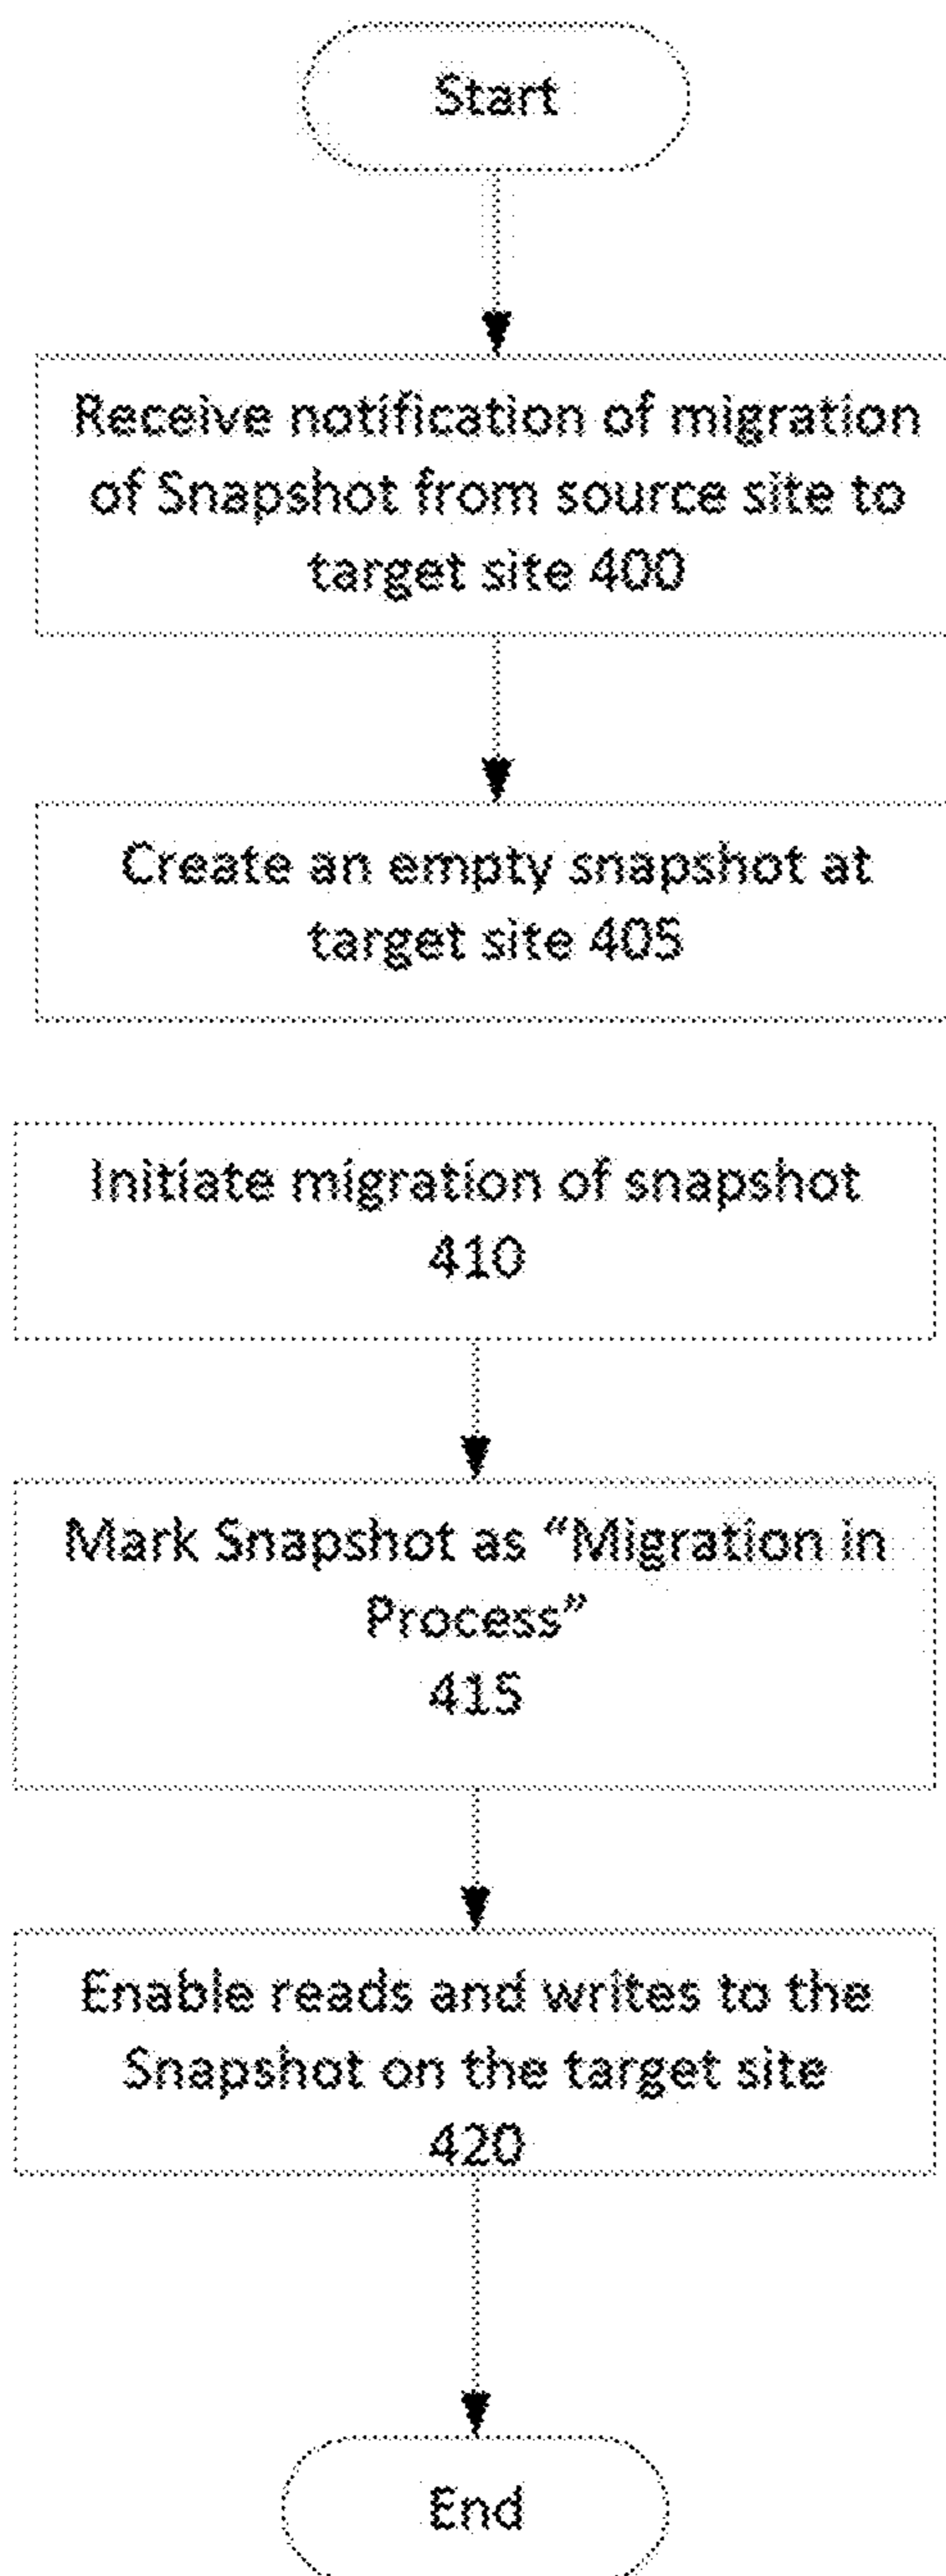 Start
Receive notification of migration
of Snapshot from source site to
target site 400
Create an empty snapshot at
target site 405
Initiate migration of snapshot
410
Mark Snapshot as “Migration in
Process”
415
Enable reads and writes to the
Snapshot on the target site
420
End